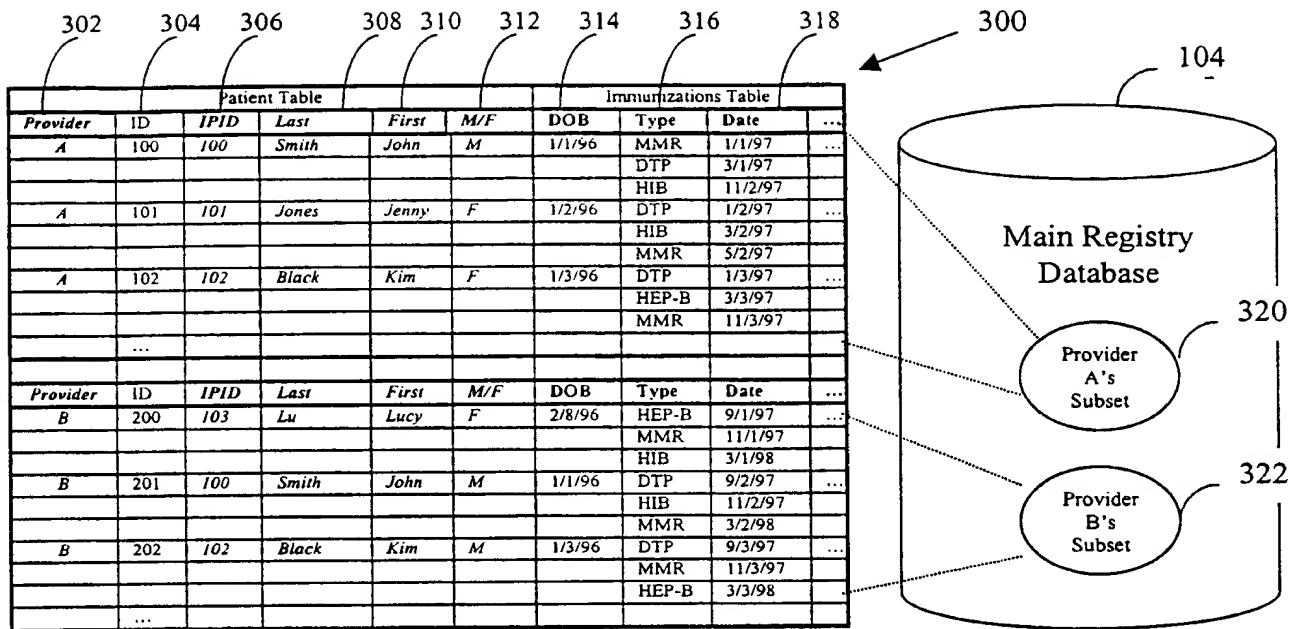 302 304 306 308 310 312 314 316 318 300
104
Patient Table Immunizations Table
Provider ID IPID Last First M/F DOB Type Date ...
A 100 100 Smith John M 1/1/96 MMR 1/1/97 ...
DTP 3/1/97
HIB 11/2/97
A 101 101 Jones Jenny F 1/2/96 DTP 1/2/97 ...
HIB 3/2/97
MMR 5/2/97
A 102 102 Black Kim F 1/3/96 DTP 1/3/97 ...
HEP-B 3/3/97
MMR 11/3/97
...
Provider ID IPID Last First M/F DOB Type Date ...
B 200 103 Lu Lucy F 2/8/96 HEP-B 9/1/97 ...
MMR 11/1/97
HIB 3/1/98
B 201 100 Smith John M 1/1/96 DTP 9/2/97 ...
HIB 11/2/97
MMR 3/2/98
B 202 102 Black Kim M 1/3/96 DTP 9/3/97 ...
MMR 11/3/97
HEP-B 3/3/98
...
Main Registry
Database
320
Provider
A's
Subset
322
Provider
B's
Subset